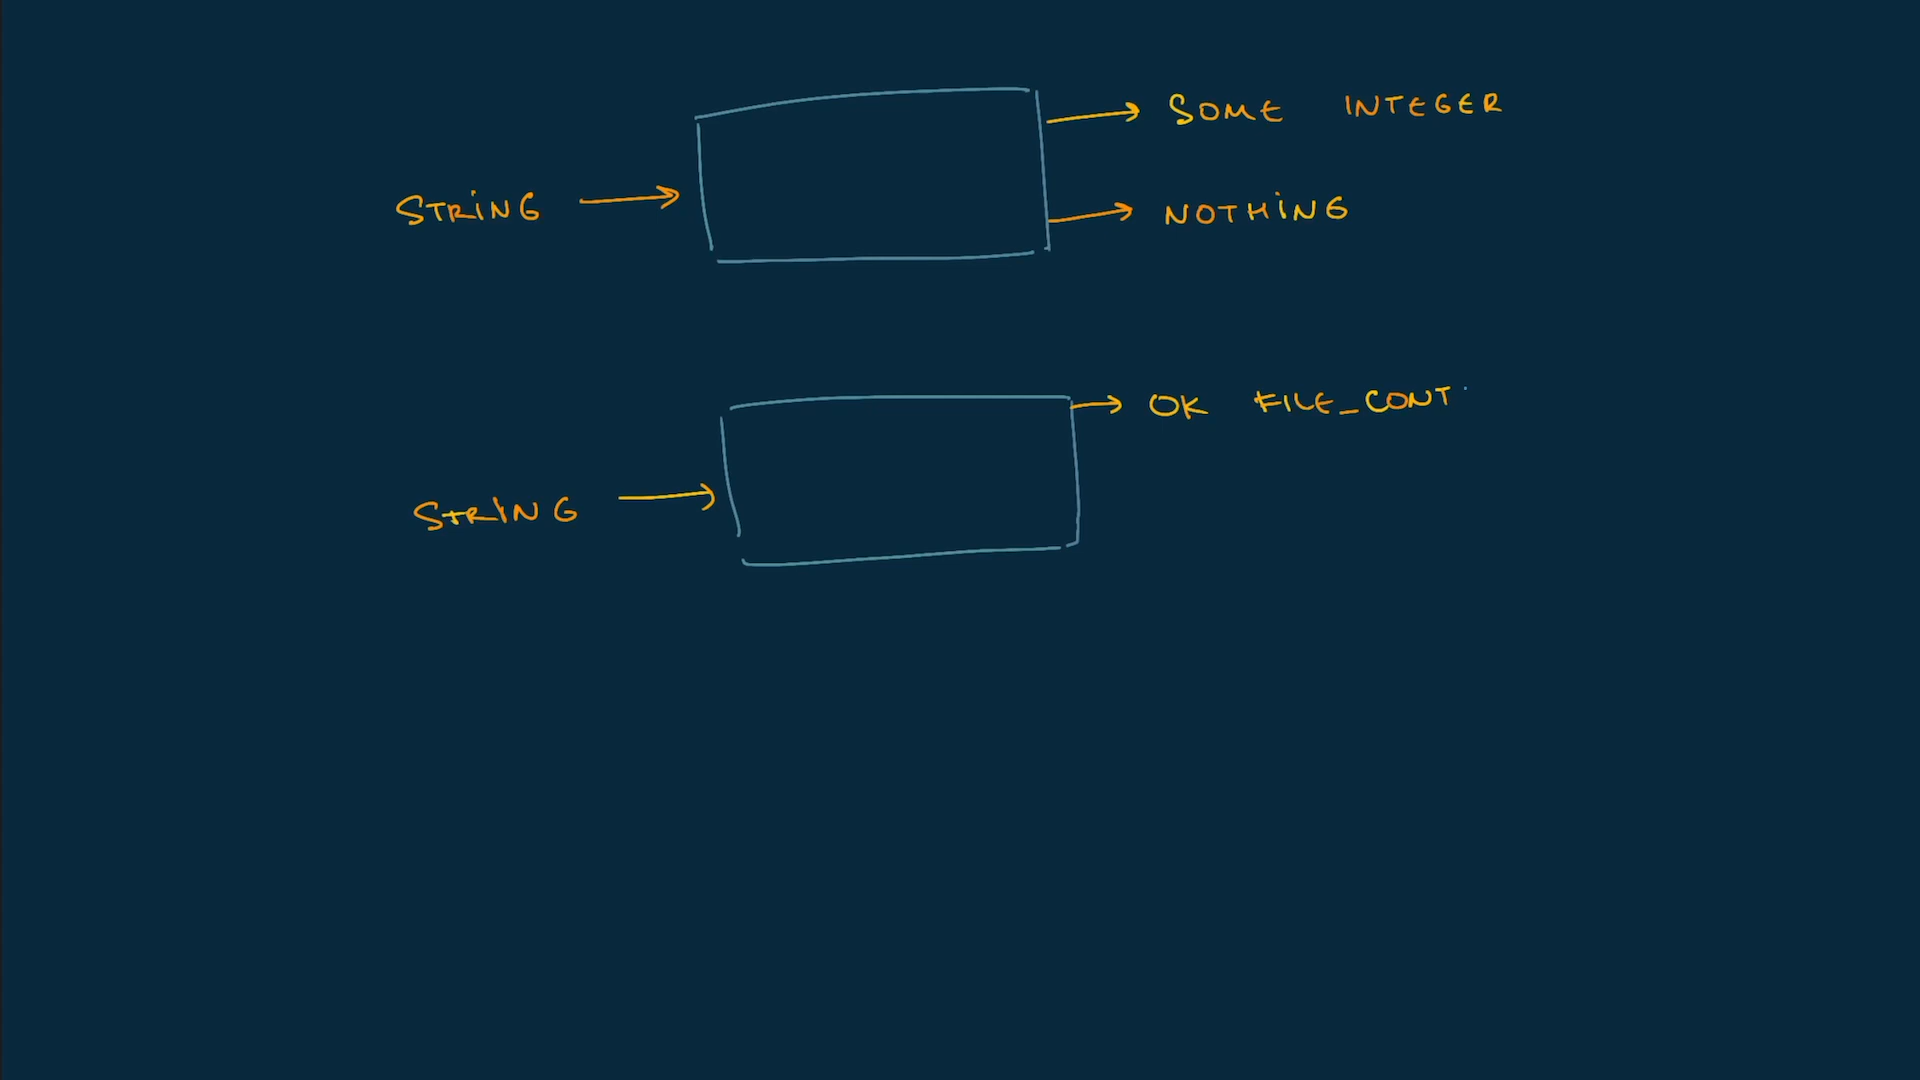 SOME INTEGER
STRING
NOTHING
OK FILE_CONT
STRING